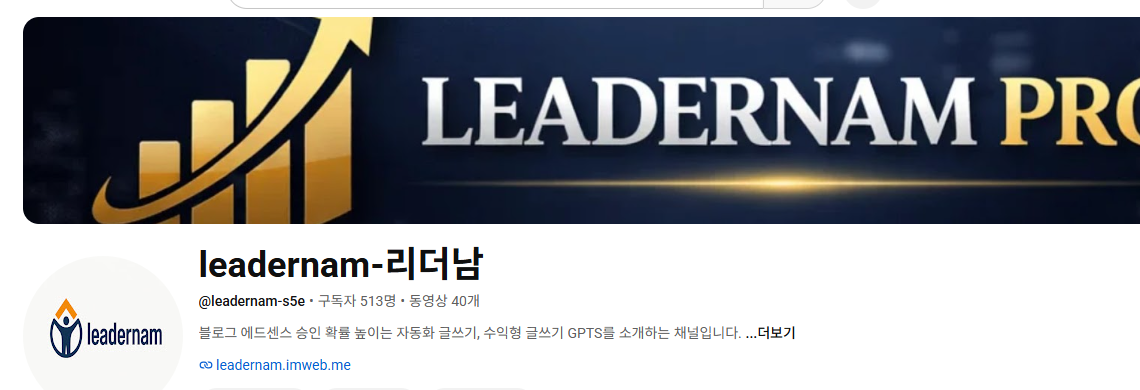 LEADERNAM
leadernam
leadernam-리더남
@leadernam-s5e • 구독자 513명 • 동영상 40개
블로그 에드센스 승인 확률 높이는 자동화 글쓰기, 수익형 글쓰기 GPTS를 소개하는 채널입니다. ...더보기
leadernam.imweb.me